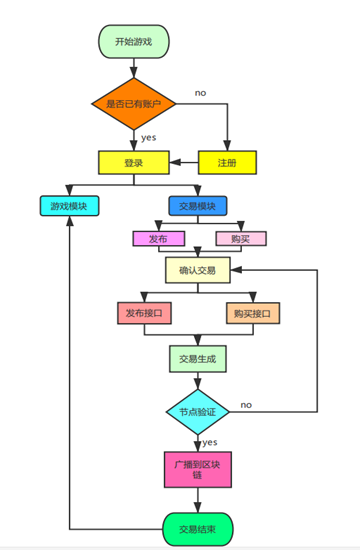 开始游戏
是否已有账户
no
yes
登录
注册
游戏模块
交易模块
发布
购买
确认交易
发布接口
购买接口
交易生成
节点验证
no
yes
广播到区块
链
交易结束